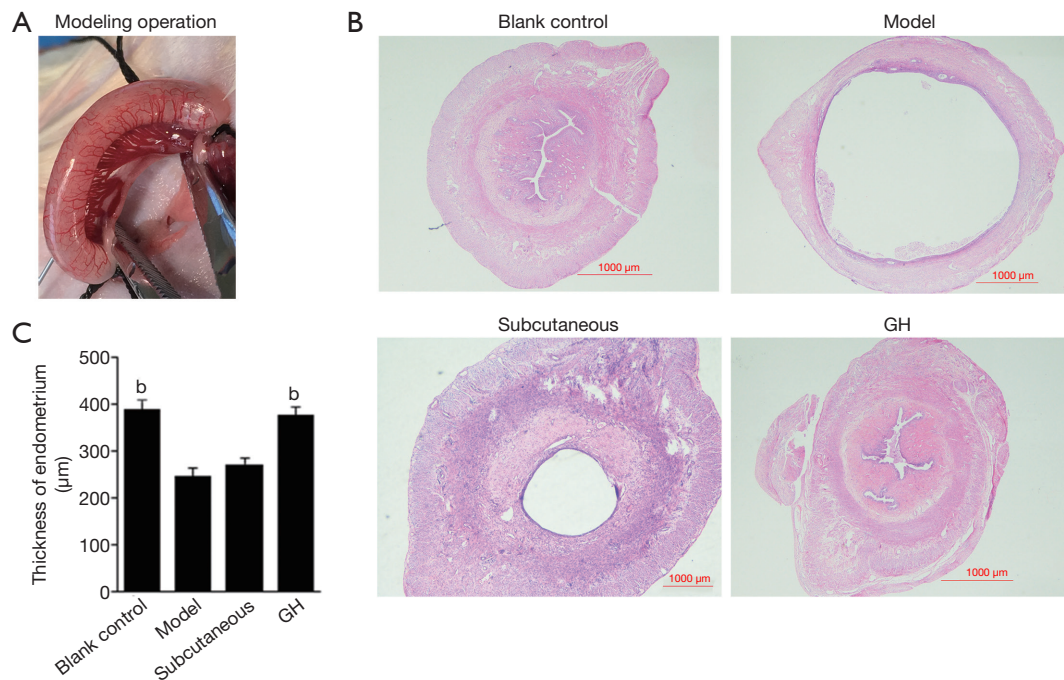 A
Modeling operation
B
Blank control
1000 µm
Model
1000 µm
Subcutaneous
1000 µm
GH
1000 µm
C
Thickness of endometrium
(µm)
500
400
300
200
100
0
b
b
Blank control
Model
Subcutaneous
GH